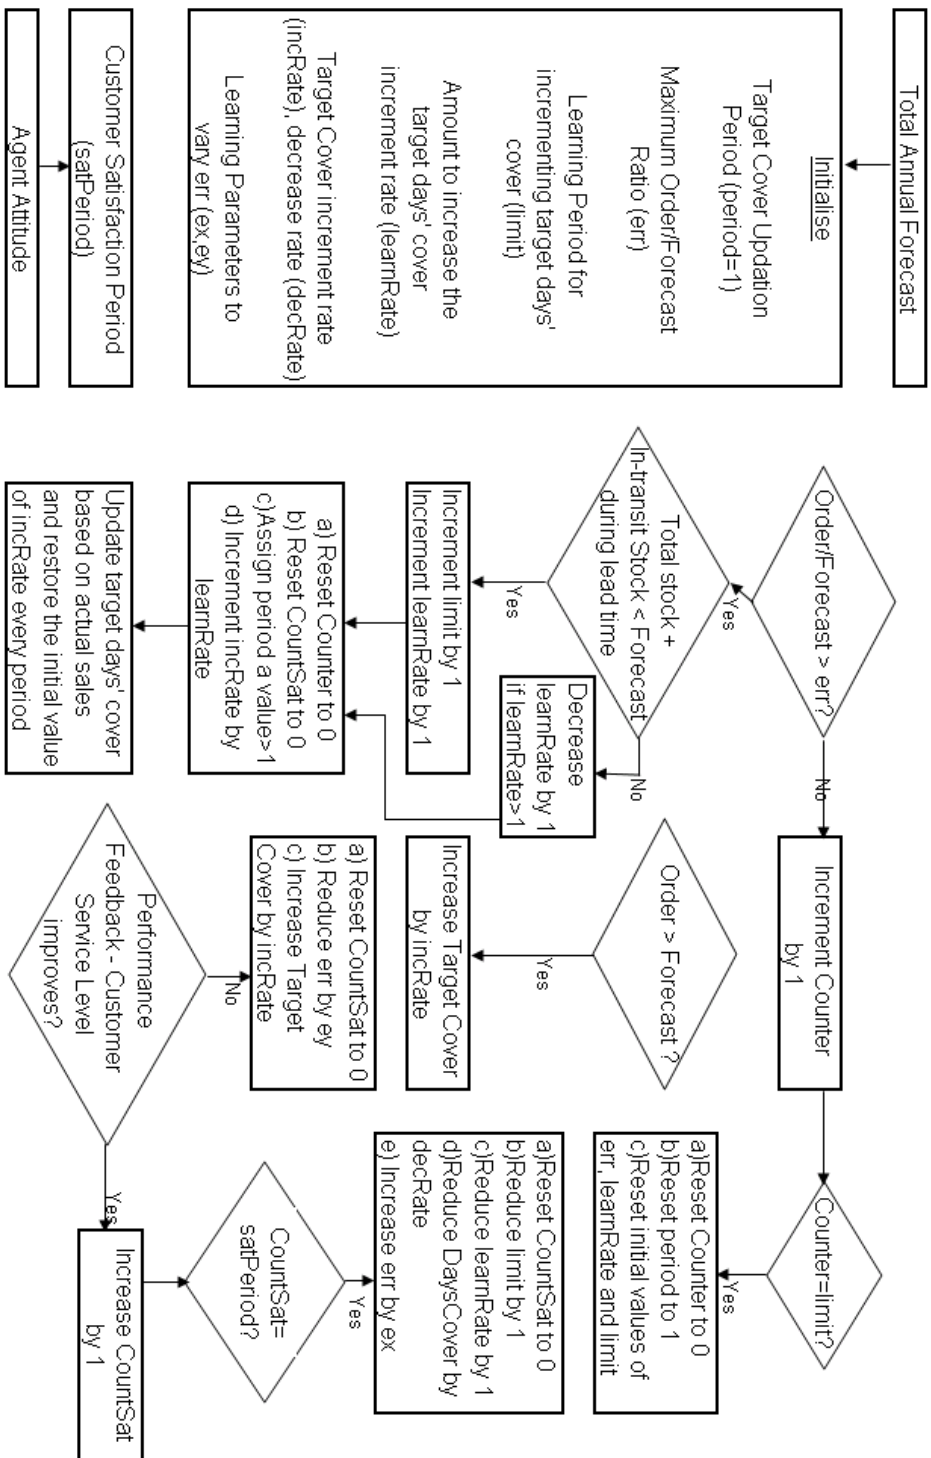 Total Annual Forecast
Initialise
Target Cover Updation
Period (period=1)
Maximum Order/Forecast
Ratio (err)
Learning Period for
incrementing target days'
cover (limit)
Amount to increase the
target days' cover
increment rate (learnRate)
Target Cover increment rate
(incRate), decrease rate (decRate)
Learning Parameters to
vary err (ex,ey)
Customer Satisfaction Period
(satPeriod)
Agent Attitude
Order/Forecast > err?
Yes
No
Total stock +
In-transit Stock < Forecast
during lead time
Yes
No
Increment limit by 1
Increment learnRate by 1
Decrease
learnRate by 1
if learnRate>1
a) Reset Counter to 0
b) Reset CountSat to 0
c)Assign period a value>1
d) Increment incRate by
learnRate
Update target days' cover
based on actual sales
and restore the initial value
of incRate every period
Increment Counter
by 1
Order > Forecast ?
Yes
Increase Target Cover
by incRate
a) Reset CountSat to 0
b) Reduce err by ey
c) Increase Target
Cover by incRate
No
Performance
Feedback - Customer
Service Level
improves?
Yes
Counter=limit?
Yes
a)Reset Counter to 0
b)Reset period to 1
c)Reset initial values of
err, learnRate and limit
a)Reset CountSat to 0
b)Reduce limit by 1
c)Reduce learnRate by 1
d)Reduce DaysCover by
decRate
e) Increase err by ex
Yes
CountSat=
satPeriod?
Increase CountSat
by 1